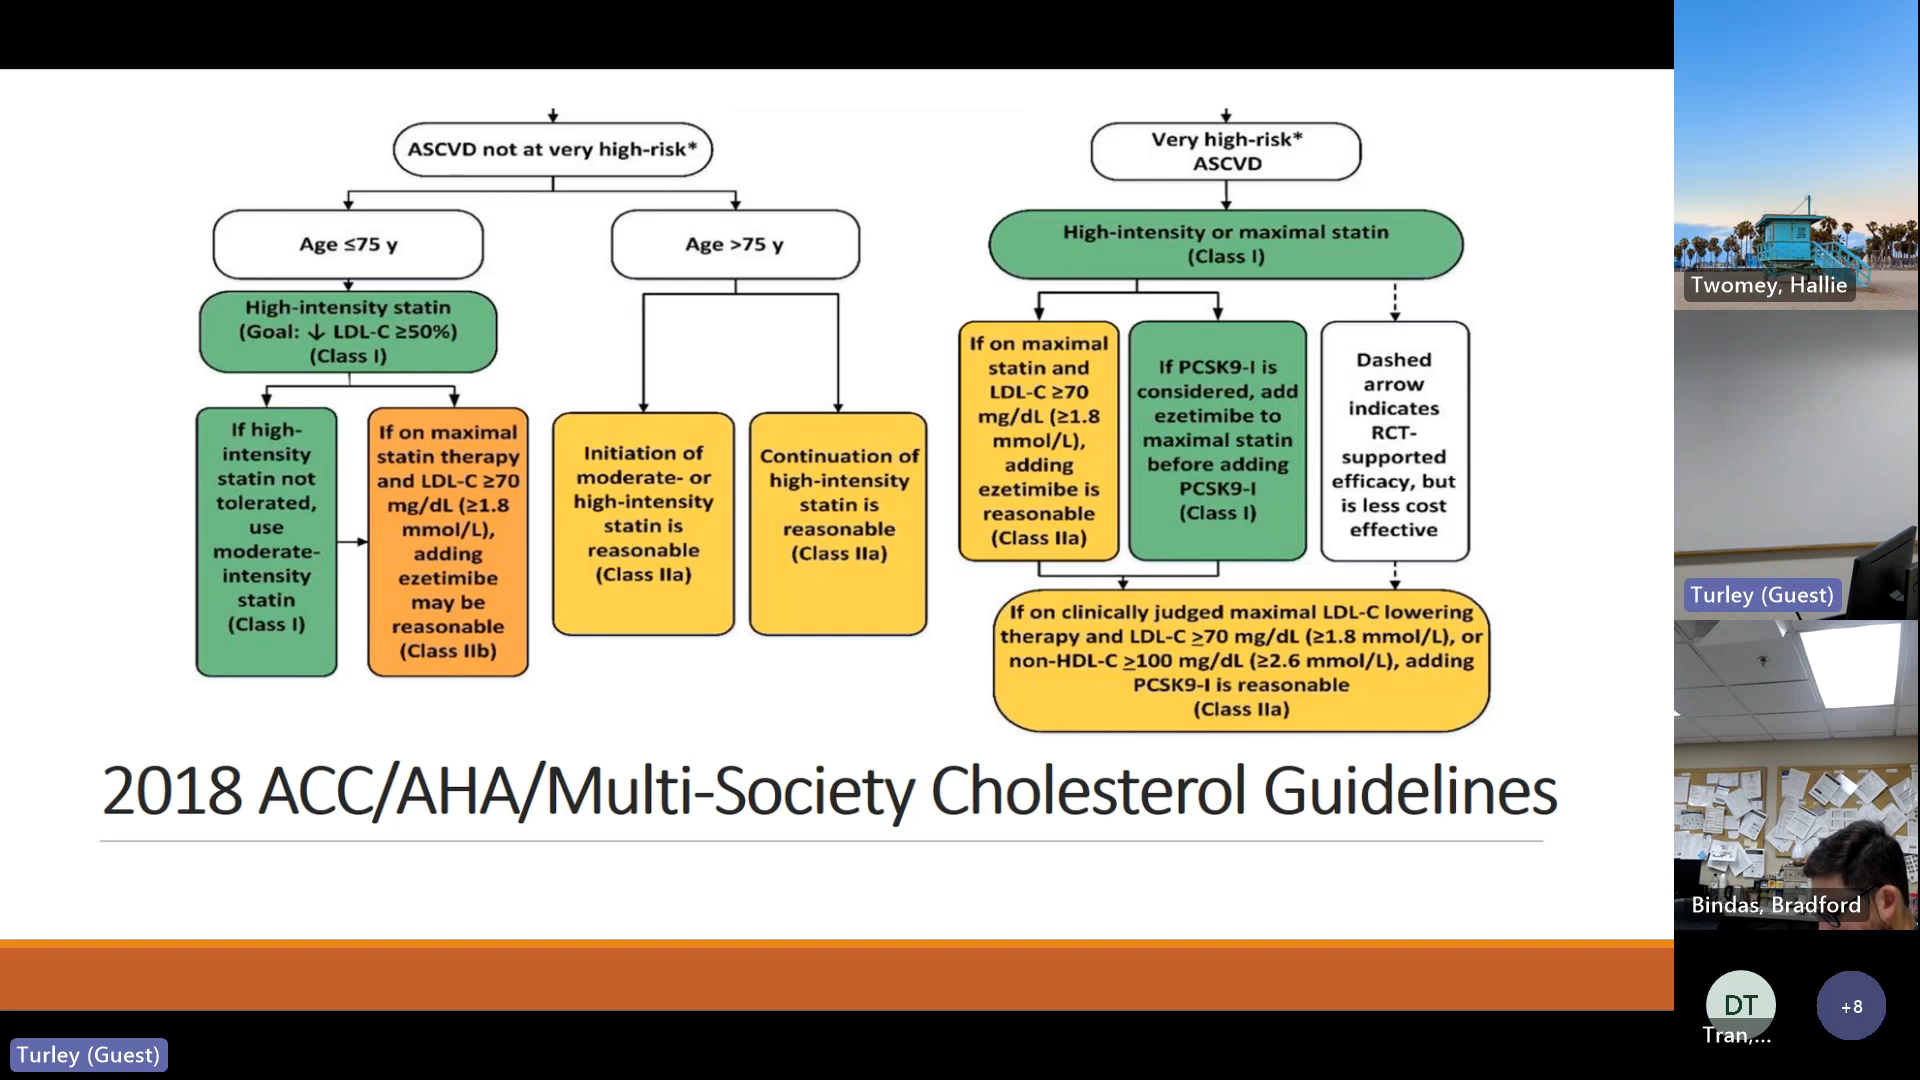 ASCVD not at very high-risk*
Age ≤75 y
Age >75 y
High-intensity statin
(Goal: ↓ LDL-C ≥50%)
(Class I)
If high-
intensity
statin not
tolerated,
use
moderate-
intensity
statin
(Class I)
If on maximal
statin therapy
and LDL-C ≥70
mg/dL (≥1.8
mmol/L),
adding
ezetimibe
may be
reasonable
(Class IIb)
Initiation of
moderate- or
high-intensity
statin is
reasonable
(Class IIa)
Continuation of
high-intensity
statin is
reasonable
(Class IIa)
Very high-risk*
ASCVD
High-intensity or maximal statin
(Class I)
If on maximal
statin and
LDL-C ≥70
mg/dL (≥1.8
mmol/L),
adding
ezetimibe is
reasonable
(Class IIa)
If PCSK9-I is
considered, add
ezetimibe to
maximal statin
before adding
PCSK9-I
(Class I)
Dashed
arrow
indicates
RCT-
supported
efficacy, but
is less cost
effective
If on clinically judged maximal LDL-C lowering
therapy and LDL-C ≥70 mg/dL (≥1.8 mmol/L), or
non-HDL-C ≥100 mg/dL (≥2.6 mmol/L), adding
PCSK9-I is reasonable
(Class IIa)
2018 ACC/AHA/Multi-Society Cholesterol Guidelines
Turley (Guest)
Twomey, Hallie
Turley (Guest)
Bindas, Bradford
DT
Tran,...
+8